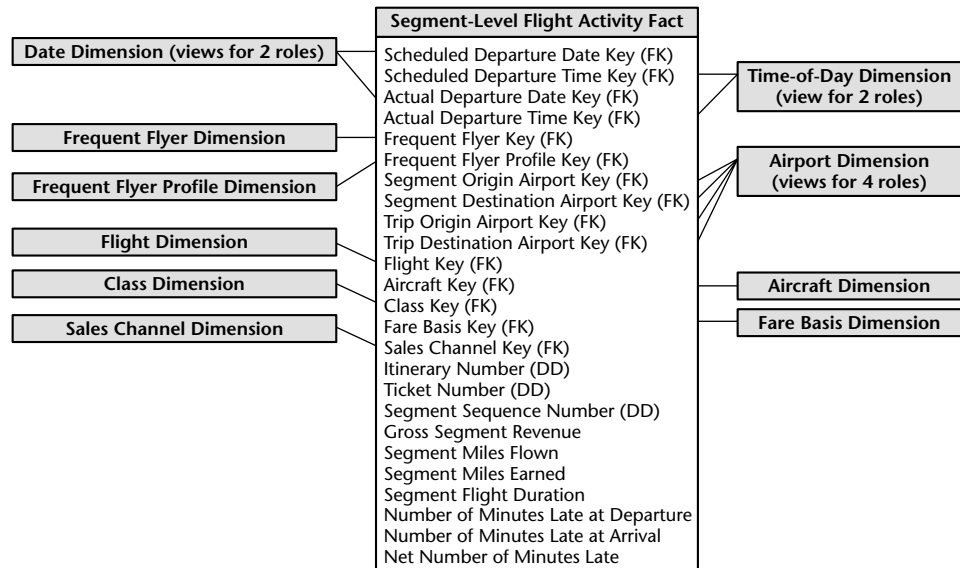 Segment-Level Flight Activity Fact
Date Dimension (views for 2 roles)
Frequent Flyer Dimension
Frequent Flyer Profile Dimension
Flight Dimension
Class Dimension
Sales Channel Dimension
Scheduled Departure Date Key (FK)
Scheduled Departure Time Key (FK)
Actual Departure Date Key (FK)
Actual Departure Time Key (FK)
Frequent Flyer Key (FK)
Frequent Flyer Profile Key (FK)
Segment Origin Airport Key (FK)
Segment Destination Airport Key (FK)
Trip Origin Airport Key (FK)
Trip Destination Airport Key (FK)
Flight Key (FK)
Aircraft Key (FK)
Class Key (FK)
Fare Basis Key (FK)
Sales Channel Key (FK)
Itinerary Number (DD)
Ticket Number (DD)
Segment Sequence Number (DD)
Gross Segment Revenue
Segment Miles Flown
Segment Miles Earned
Segment Flight Duration
Number of Minutes Late at Departure
Number of Minutes Late at Arrival
Net Number of Minutes Late
Time-of-Day Dimension
(view for 2 roles)
Airport Dimension
(views for 4 roles)
Aircraft Dimension
Fare Basis Dimension